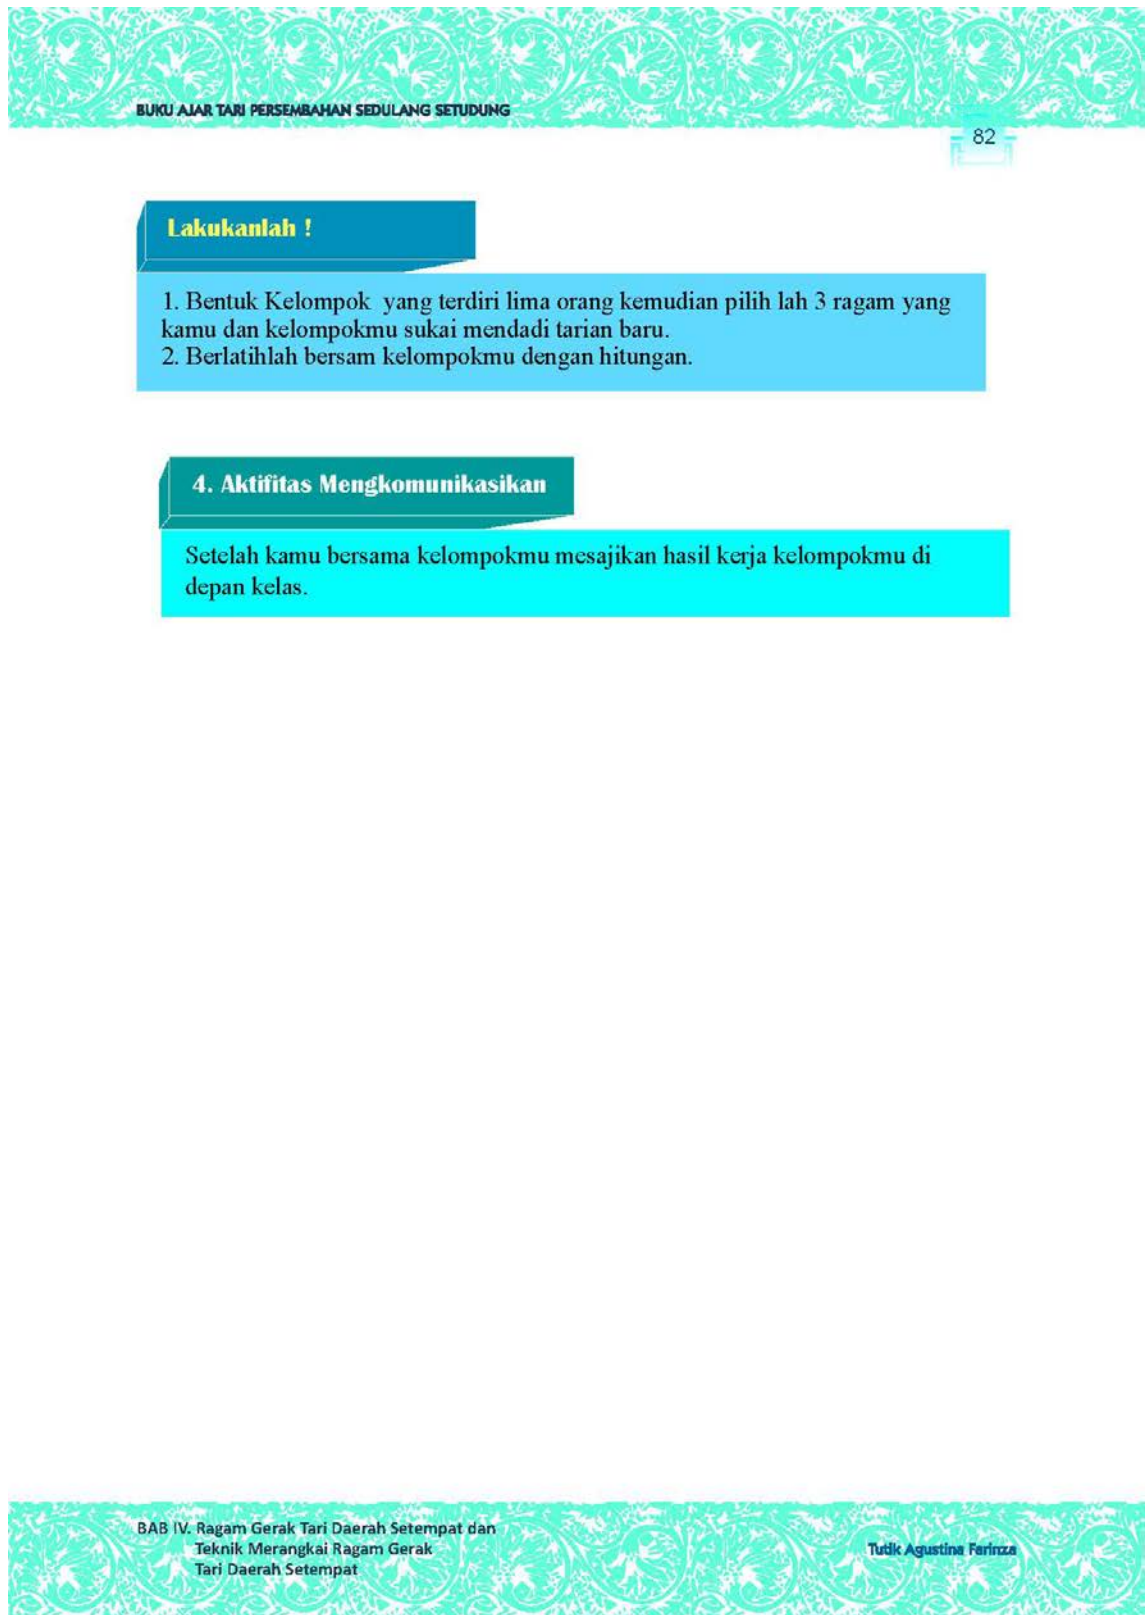 BUKU AJAR TARI PERSEMBAHAN SEDULANG SETUDUNG
82
Lakukanlah !
1. Bentuk Kelompok yang terdiri lima orang kemudian pilih lah 3 ragam yang
kamu dan kelompokmu sukai mendadi tarian baru.
2. Berlatihlah bersam kelompokmu dengan hitungan.
4. Aktifitas Mengkomunikasikan
Setelah kamu bersama kelompokmu mesajikan hasil kerja kelompokmu di
depan kelas.
BAB IV. Ragam Gerak Tari Daerah Setempat dan
Teknik Merangkai Ragam Gerak
Tari Daerah Setempat
Tutik Agustina Farinza